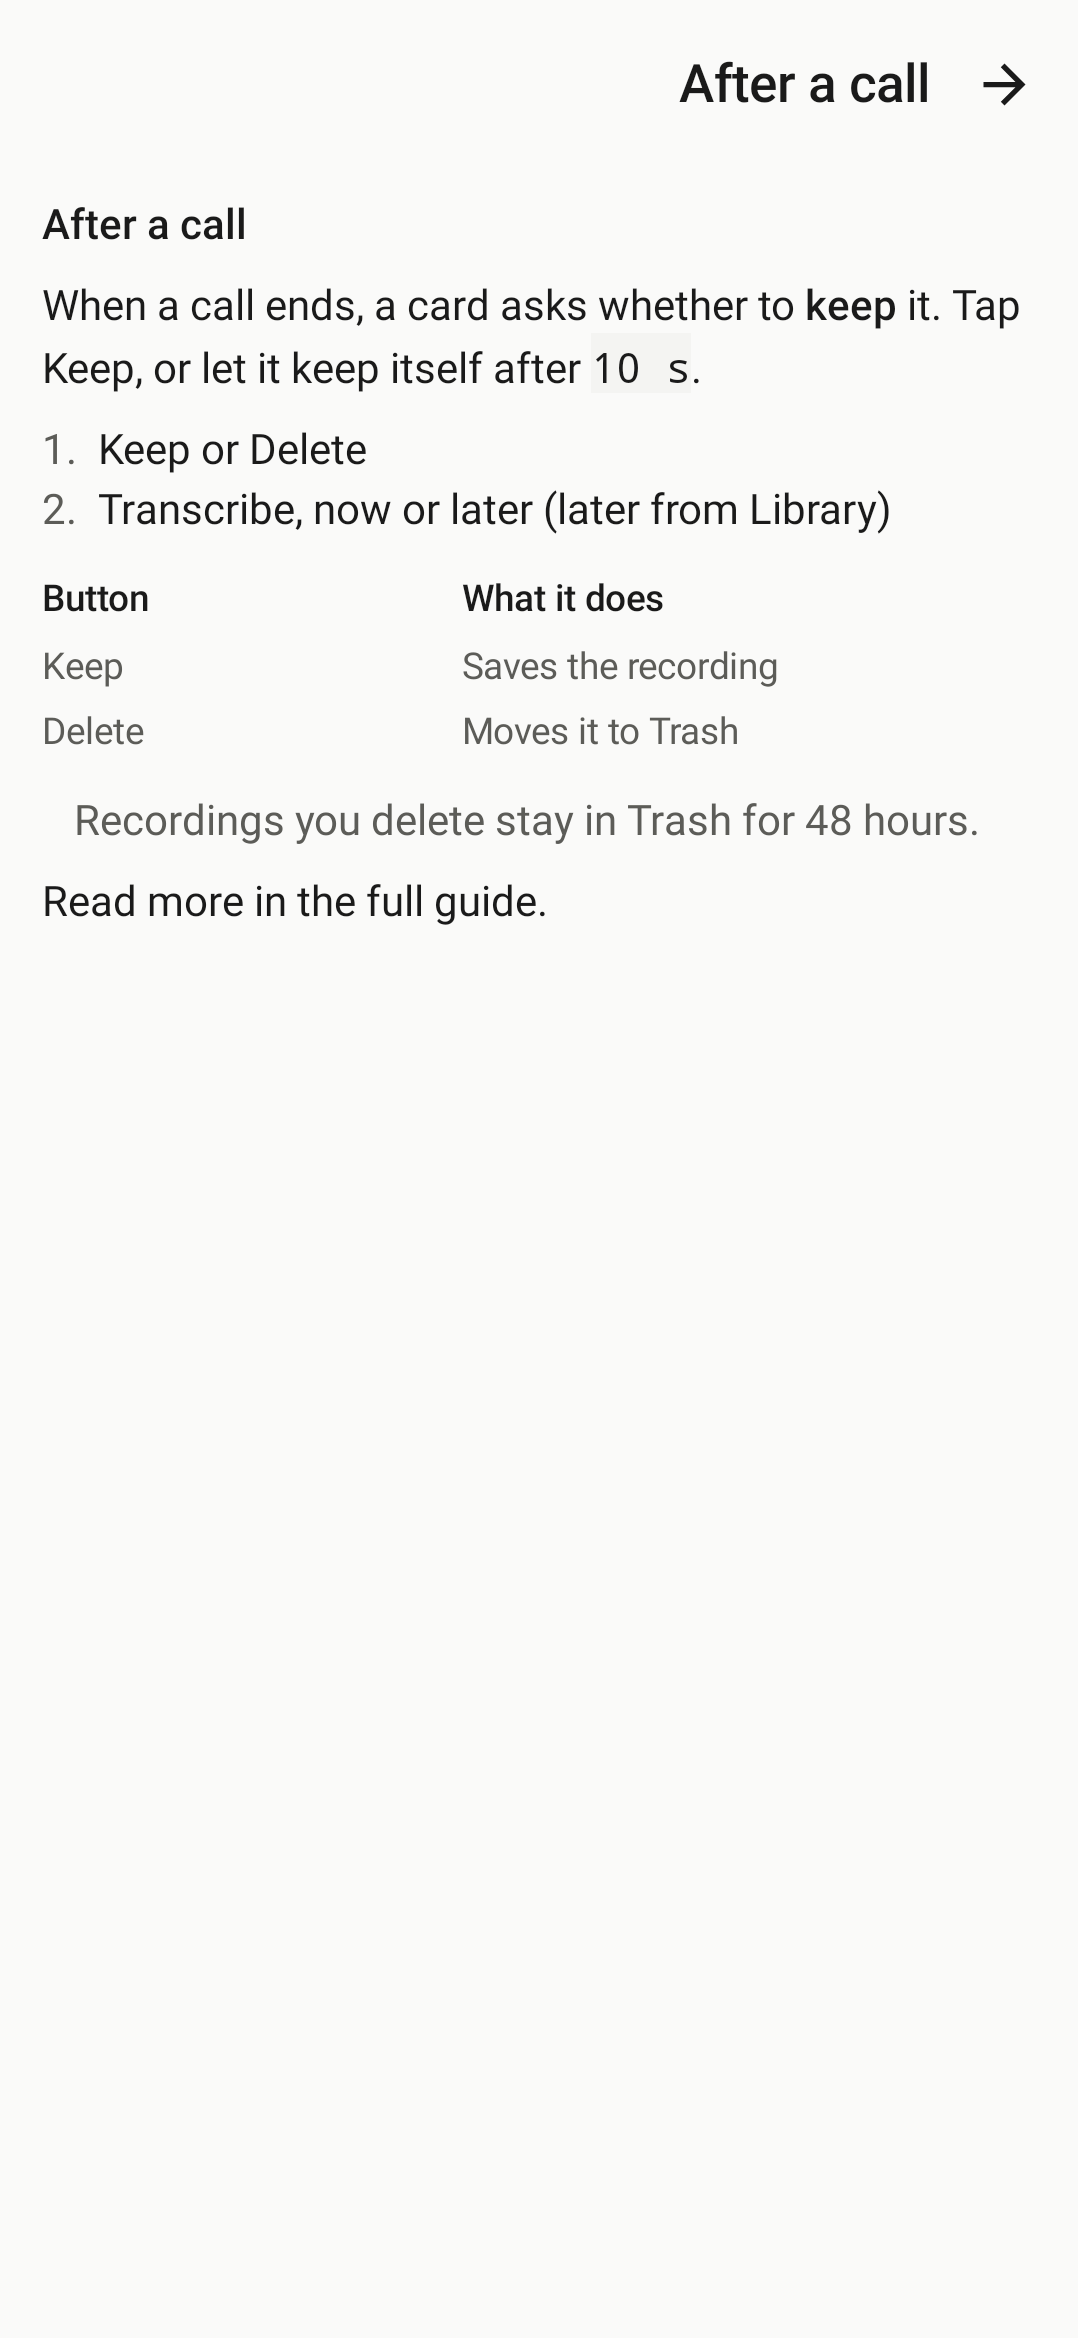 After a call →
After a call
When a call ends, a card asks whether to keep it. Tap
Keep, or let it keep itself after 10 s.
1. Keep or Delete
2. Transcribe, now or later (later from Library)
Button What it does
Keep Saves the recording
Delete Moves it to Trash
Recordings you delete stay in Trash for 48 hours.
Read more in the full guide.